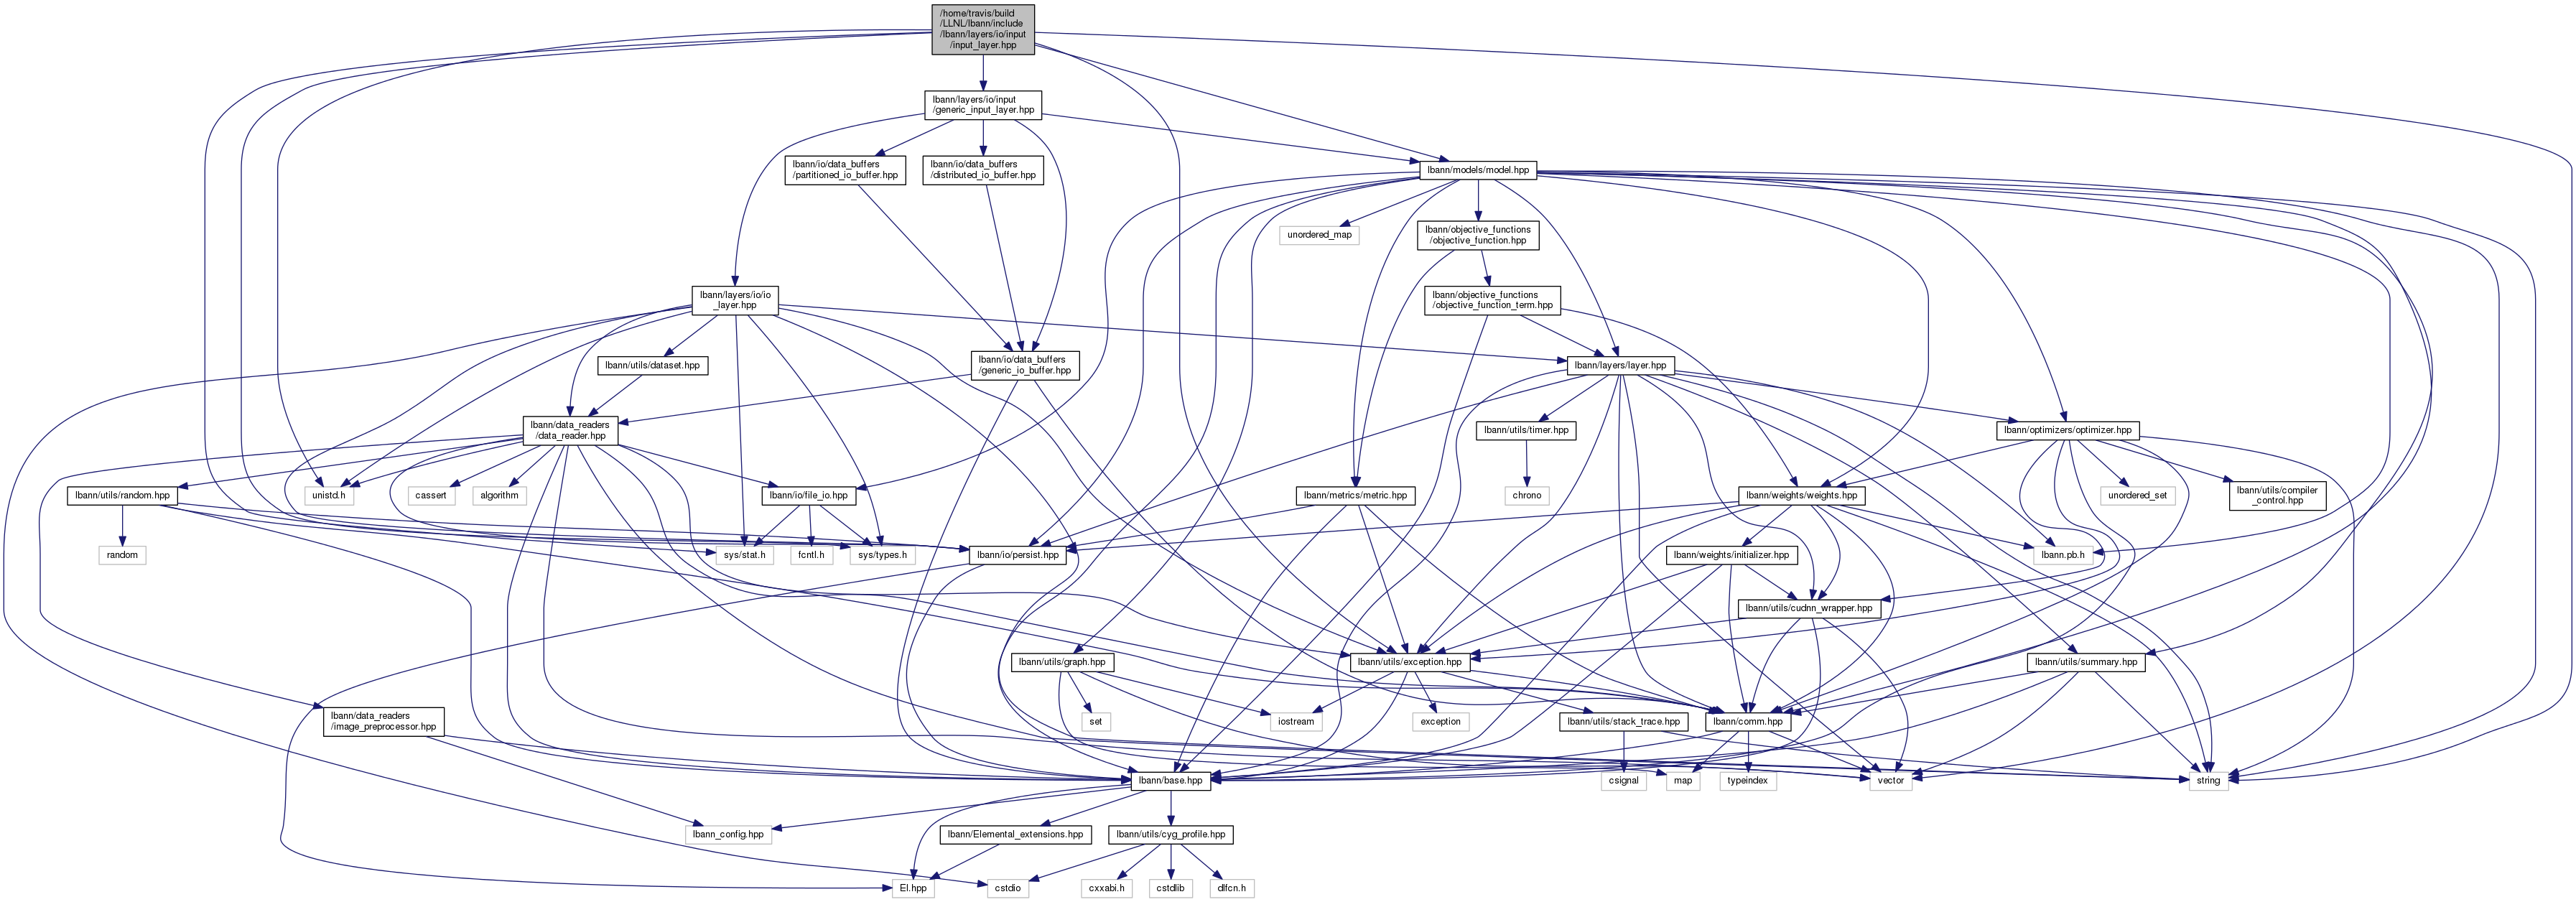 /home/travis/build
/LLNL/lbann/include
/lbann/layers/io/input
/input_layer.hpp
lbann/layers/io/input
/generic_input_layer.hpp
lbann/io/data_buffers
/partitioned_io_buffer.hpp
lbann/io/data_buffers
/distributed_io_buffer.hpp
lbann/models/model.hpp
unordered_map
lbann/objective_functions
/objective_function.hpp
lbann/layers/io/io
_layer.hpp
lbann/objective_functions
/objective_function_term.hpp
lbann/utils/dataset.hpp
lbann/io/data_buffers
/generic_io_buffer.hpp
lbann/layers/layer.hpp
lbann/data_readers
/data_reader.hpp
lbann/utils/timer.hpp
lbann/optimizers/optimizer.hpp
lbann/utils/random.hpp
unistd.h
cassert
algorithm
lbann/io/file_io.hpp
lbann/metrics/metric.hpp
chrono
lbann/weights/weights.hpp
unordered_set
lbann/utils/compiler
_control.hpp
random
sys/stat.h
fcntl.h
sys/types.h
lbann/io/persist.hpp
lbann/weights/initializer.hpp
lbann.pb.h
lbann/utils/cudnn_wrapper.hpp
lbann/utils/graph.hpp
lbann/utils/exception.hpp
lbann/utils/summary.hpp
lbann/data_readers
/image_preprocessor.hpp
set
iostream
exception
lbann/utils/stack_trace.hpp
lbann/comm.hpp
lbann/base.hpp
csignal
map
typeindex
vector
string
lbann_config.hpp
lbann/Elemental_extensions.hpp
lbann/utils/cyg_profile.hpp
El.hpp
cstdio
cxxabi.h
cstdlib
dlfcn.h